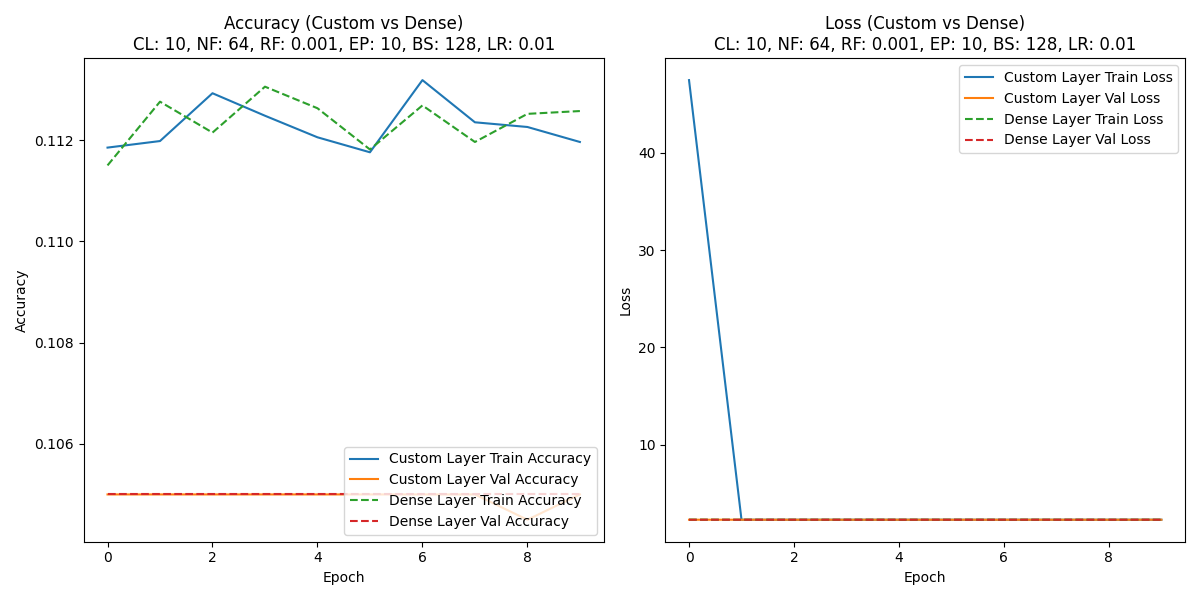 Accuracy (Custom vs Dense)
CL: 10, NF: 64, RF: 0.001, EP: 10, BS: 128, LR: 0.01
0.112
0.110
0.108
0.106
Accuracy
0
2
4
6
8
Epoch
Custom Layer Train Accuracy
Custom Layer Val Accuracy
Dense Layer Train Accuracy
Dense Layer Val Accuracy
Loss (Custom vs Dense)
CL: 10, NF: 64, RF: 0.001, EP: 10, BS: 128, LR: 0.01
Custom Layer Train Loss
Custom Layer Val Loss
Dense Layer Train Loss
Dense Layer Val Loss
40
30
20
10
Loss
0
2
4
6
8
Epoch